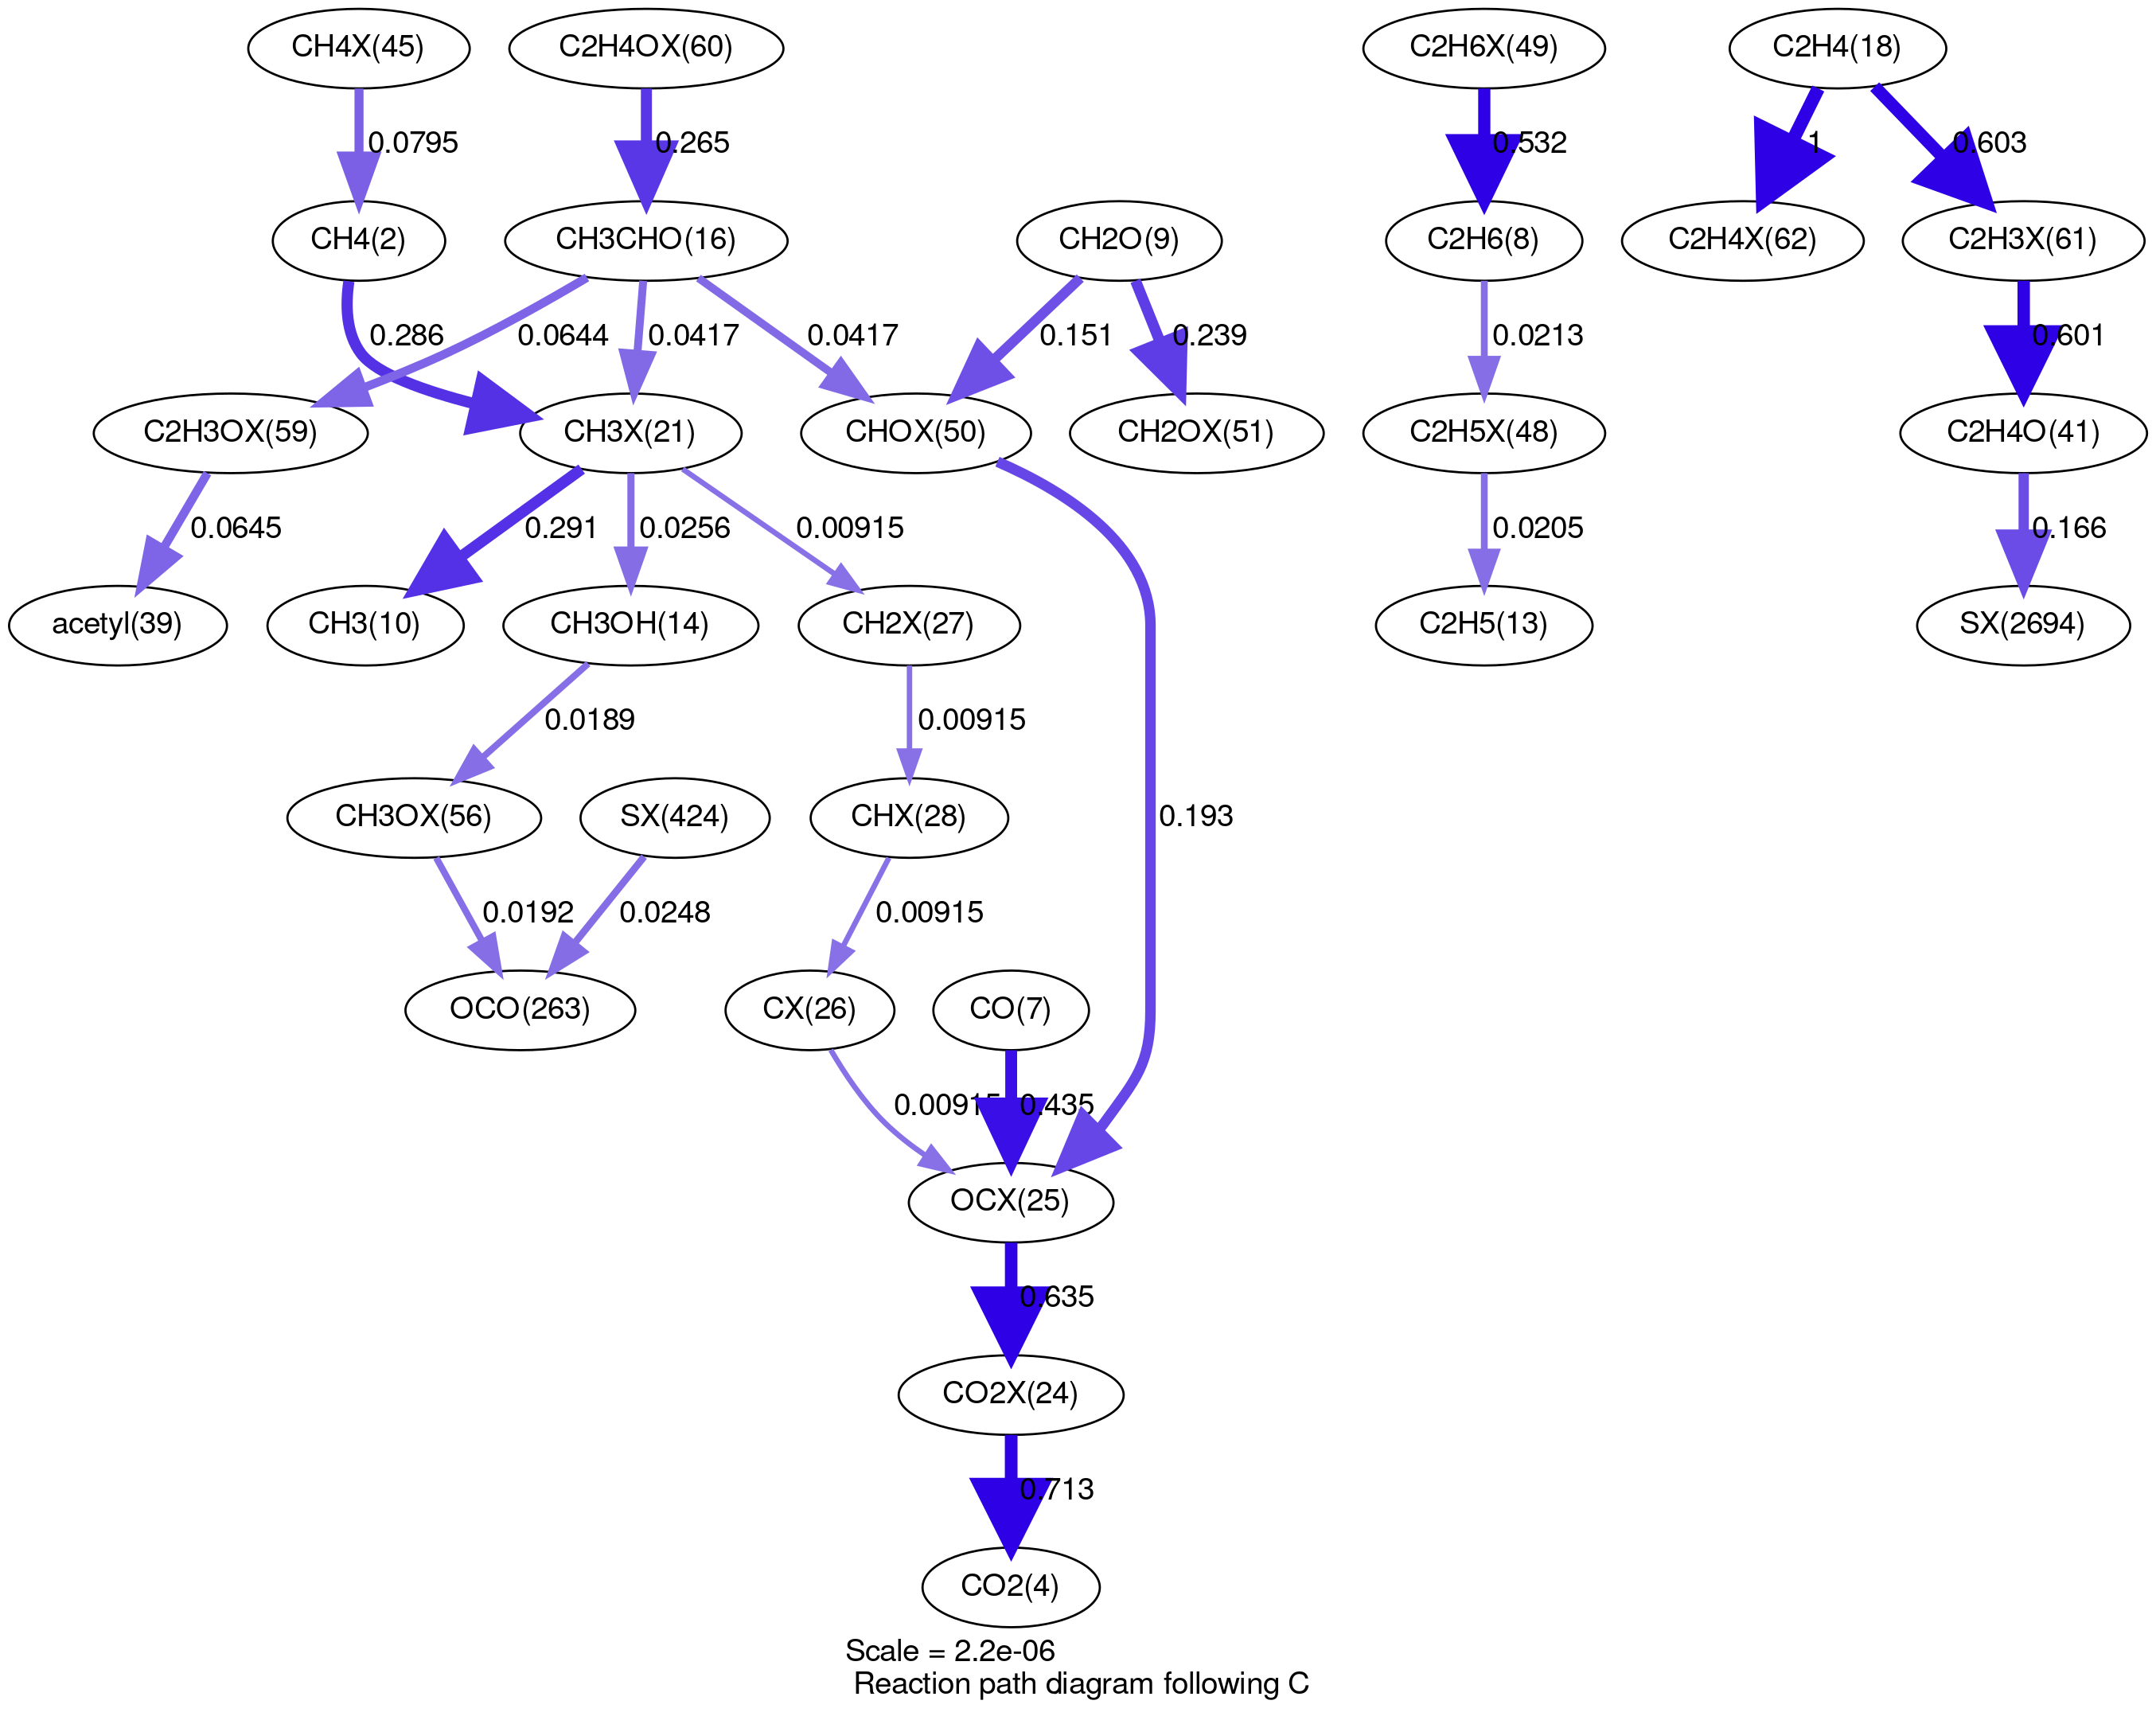 CH4X(45)
C2H4OX(60)
C2H6X(49)
C2H4(18)
0.0795
0.265
0.532
1
0.603
CH4(2)
CH3CHO(16)
CH2O(9)
C2H6(8)
C2H4X(62)
C2H3X(61)
0.286
0.0644
0.0417
0.0417
0.151
0.239
0.0213
0.601
C2H3OX(59)
CH3X(21)
CHOX(50)
CH2OX(51)
C2H5X(48)
C2H4O(41)
0.0645
0.291
0.0256
0.00915
0.0205
0.166
acetyl(39)
CH3(10)
CH3OH(14)
CH2X(27)
C2H5(13)
SX(2694)
0.0189
0.00915
CH3OX(56)
SX(424)
CHX(28)
0.193
0.0192
0.0248
0.00915
OCO(263)
CX(26)
CO(7)
0.00915
0.435
OCX(25)
0.635
CO2X(24)
0.713
CO2(4)
Scale = 2.2e-06
Reaction path diagram following C